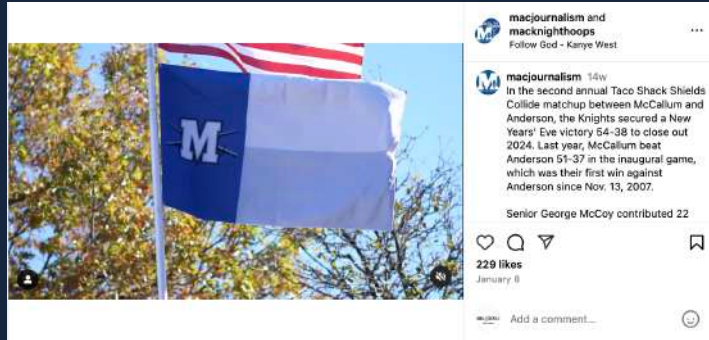 macjournalism and
macknighthoops
Follow God - Kanye West
M
macjournalism 14w
In the second annual Taco Shack Shields
Collide matchup between McCallum and
Anderson, the Knights secured a New
Years' Eve victory 54-38 to close out
2024. Last year, McCallum beat
Anderson 51-37 in the inaugural game,
which was their first win against
Anderson since Nov. 13, 2007.
Senior George McCoy contributed 22
229 likes
January 6
Add a comment...